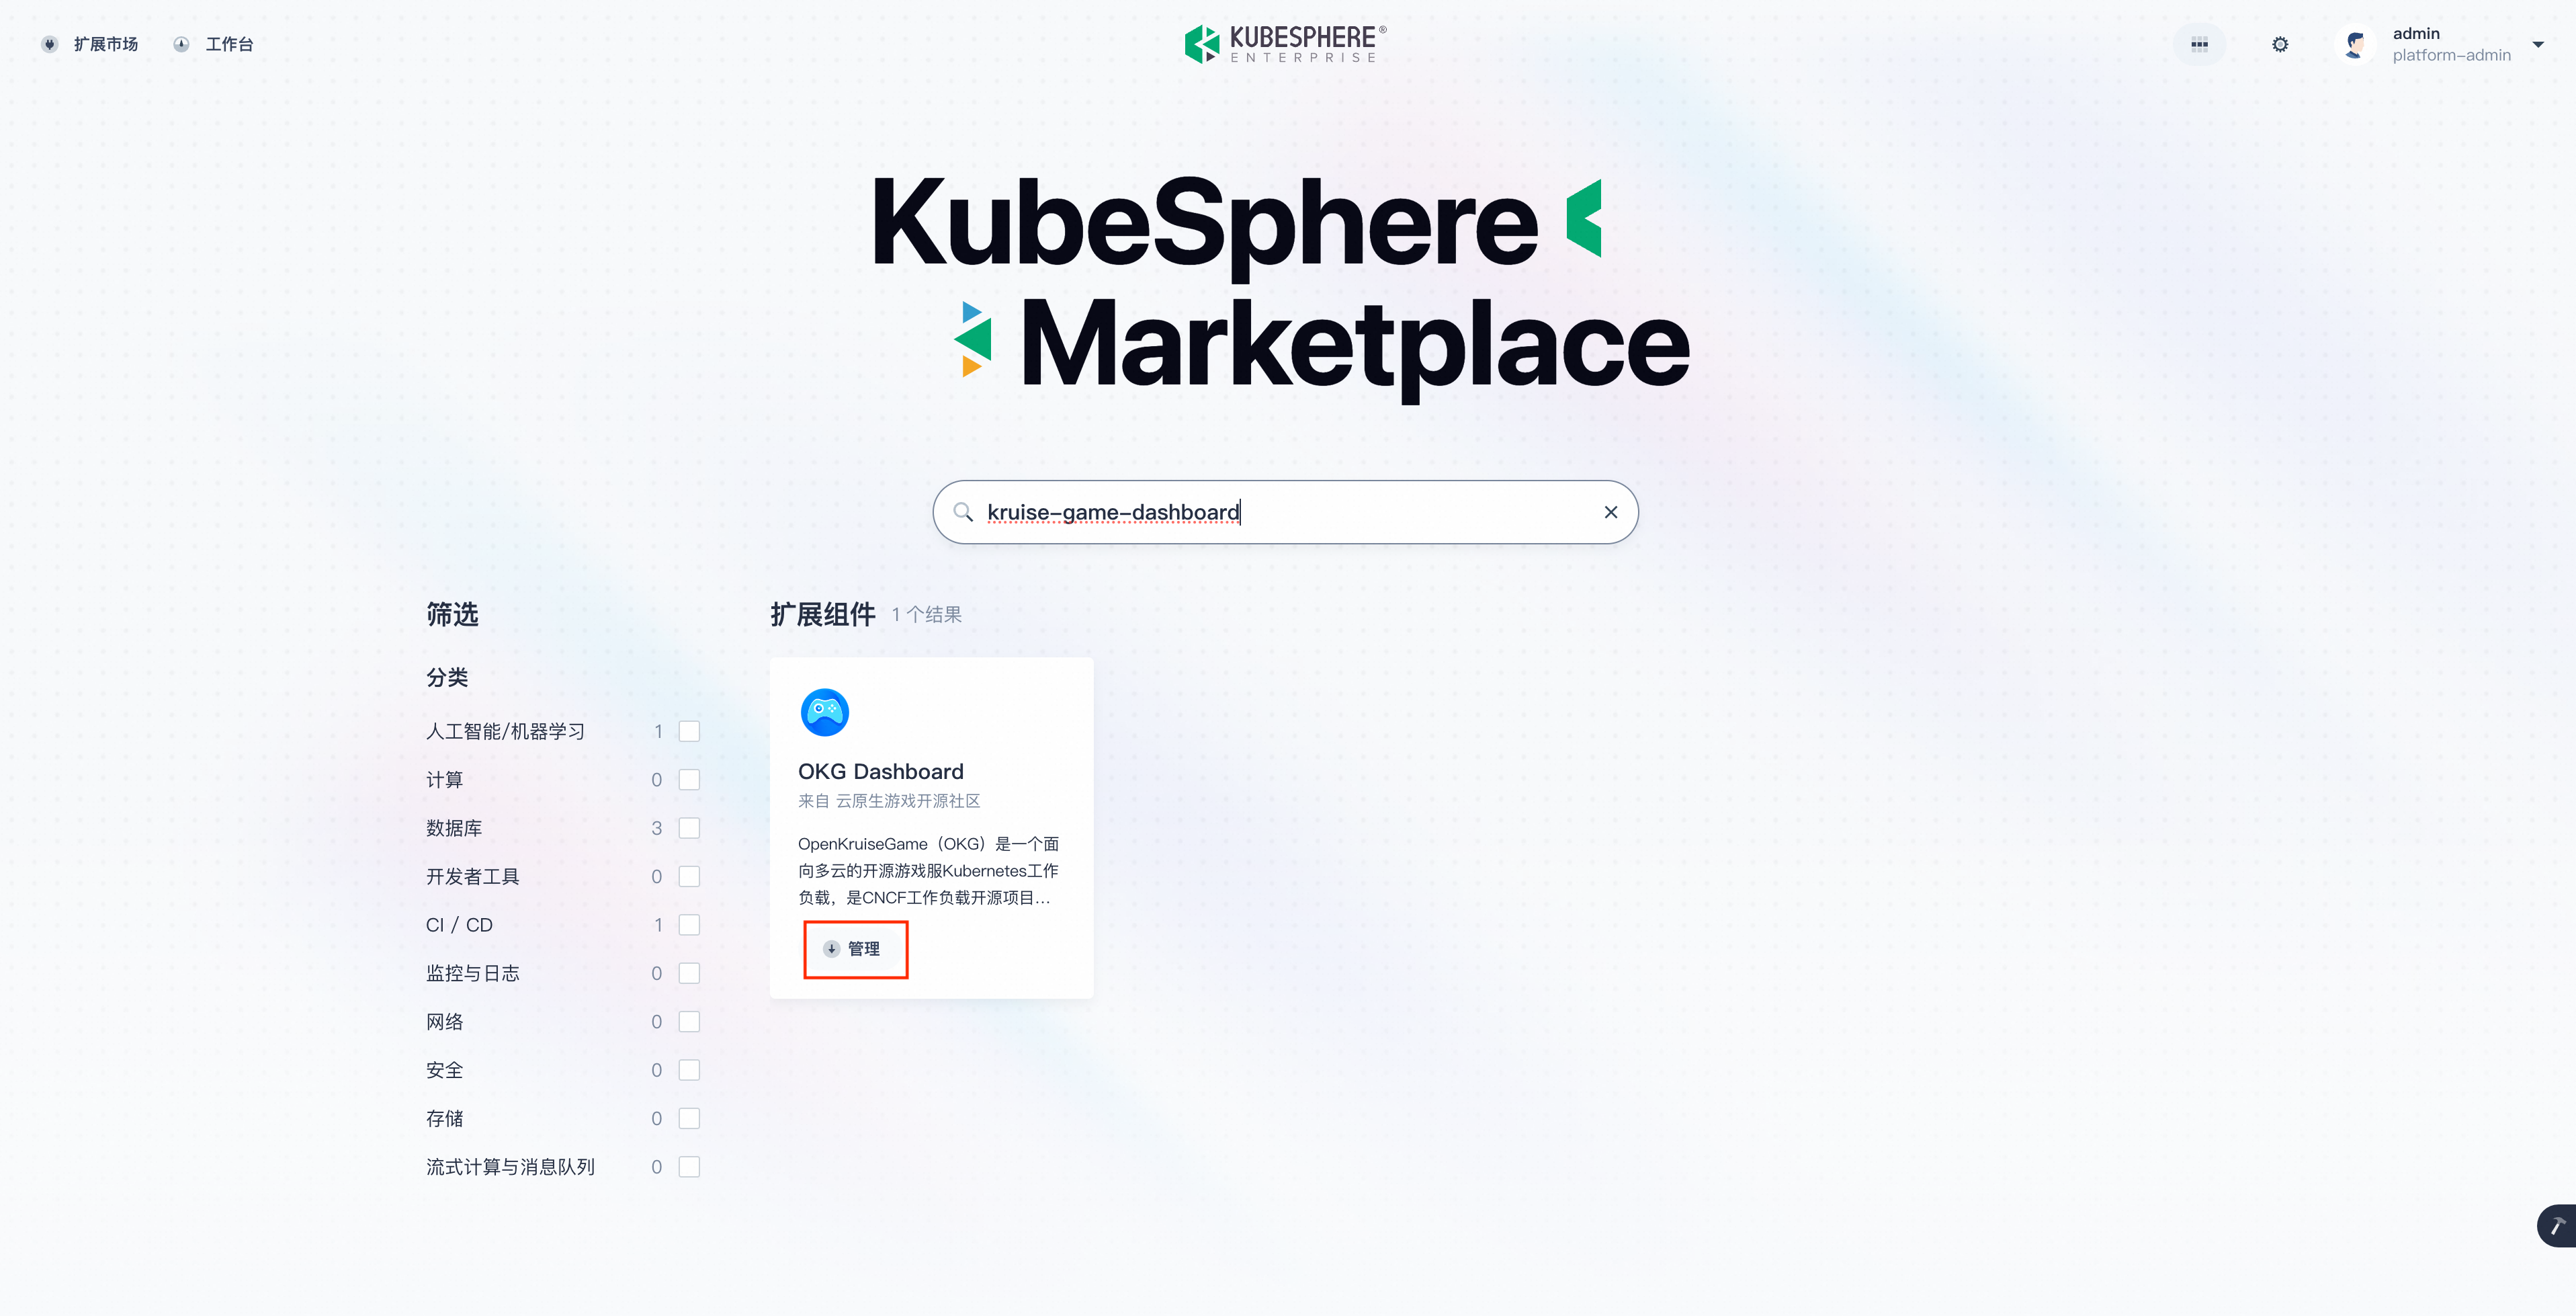 扩展市场
工作台
KUBESPHERE®
ENTERPRISE
admin
platform-admin
KubeSphere
Marketplace
kruise-game-dashboard
筛选
分类
人工智能/机器学习 1
计算 0
数据库 3
开发者工具 0
CI / CD 1
监控与日志 0
网络 0
安全 0
存储 0
流式计算与消息队列 0
扩展组件 1 个结果
OKG Dashboard
来自 云原生游戏开源社区
OpenKruiseGame（OKG）是一个面
向多云的开源游戏服Kubernetes工作
负载，是CNCF工作负载开源项目...
管理